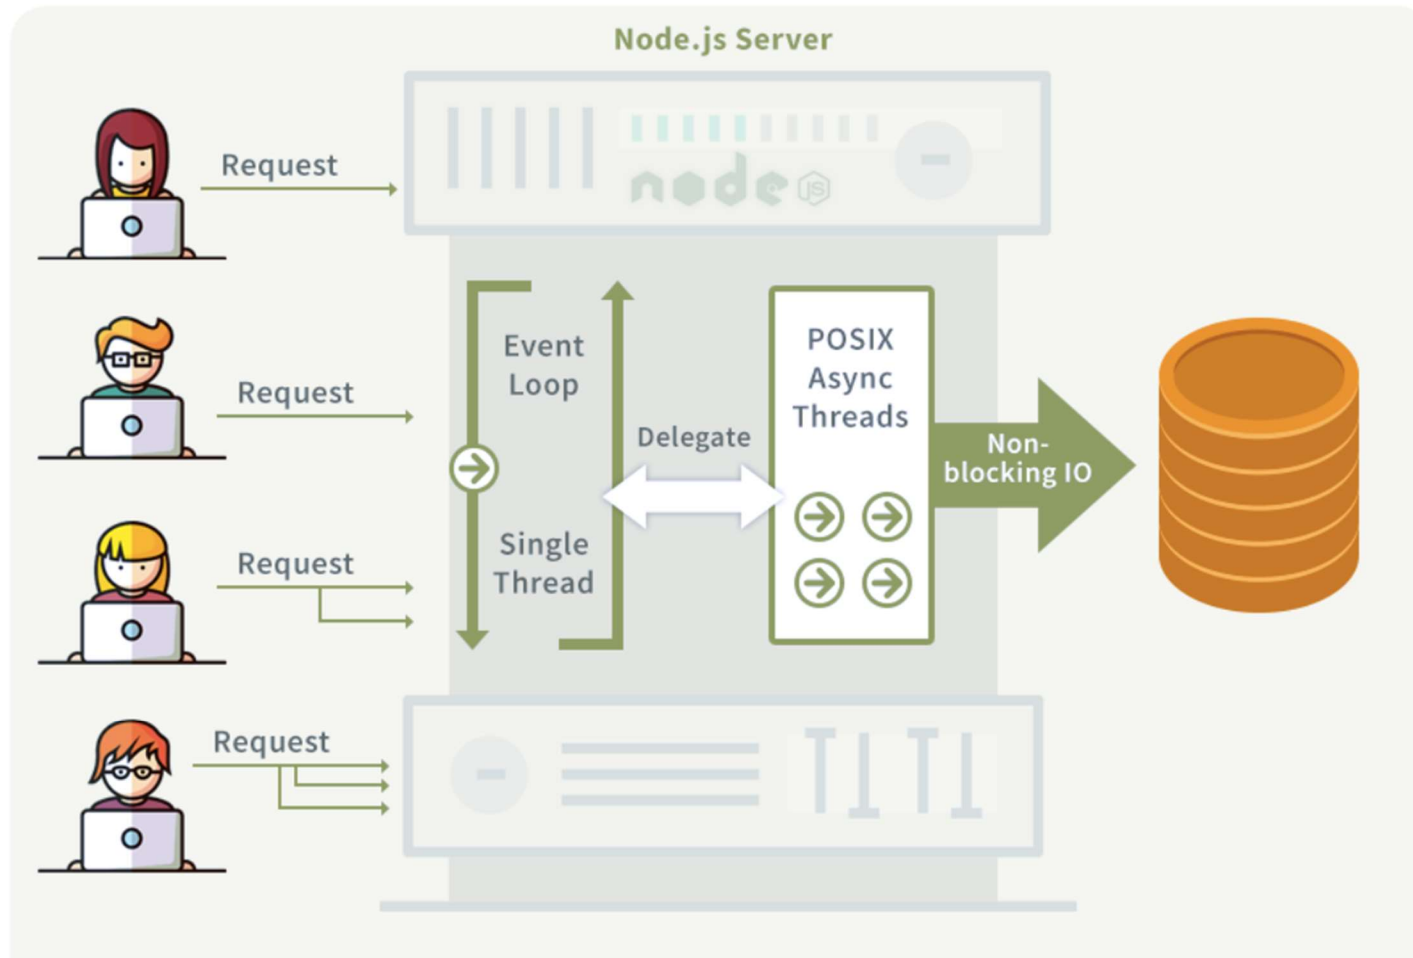 Node.js Server
node
JS
Request
Request
Request
Request
Event
Loop
Single
Thread
Delegate
POSIX
Async
Threads
Non-
blocking IO